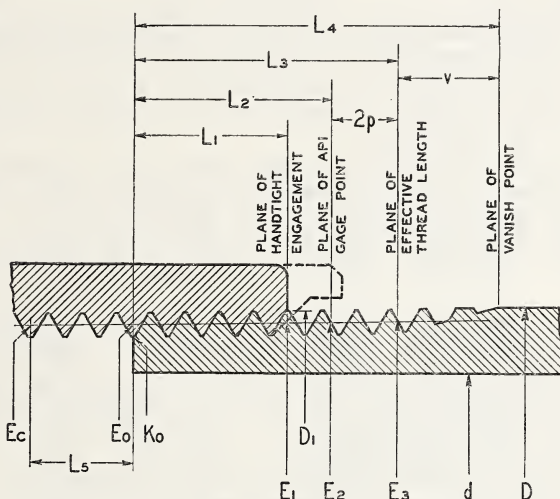 L4
L3
V
L2
2p
L1
PLANE OF
HANDTIGHT
ENGAGEMENT
PLANE OF API
GAGE POINT
PLANE OF
EFFECTIVE
THREAD LENGTH
PLANE OF
VANISH POINT
Ec
Eo
Ko
D1
L5
E1
E2
E3
d
D